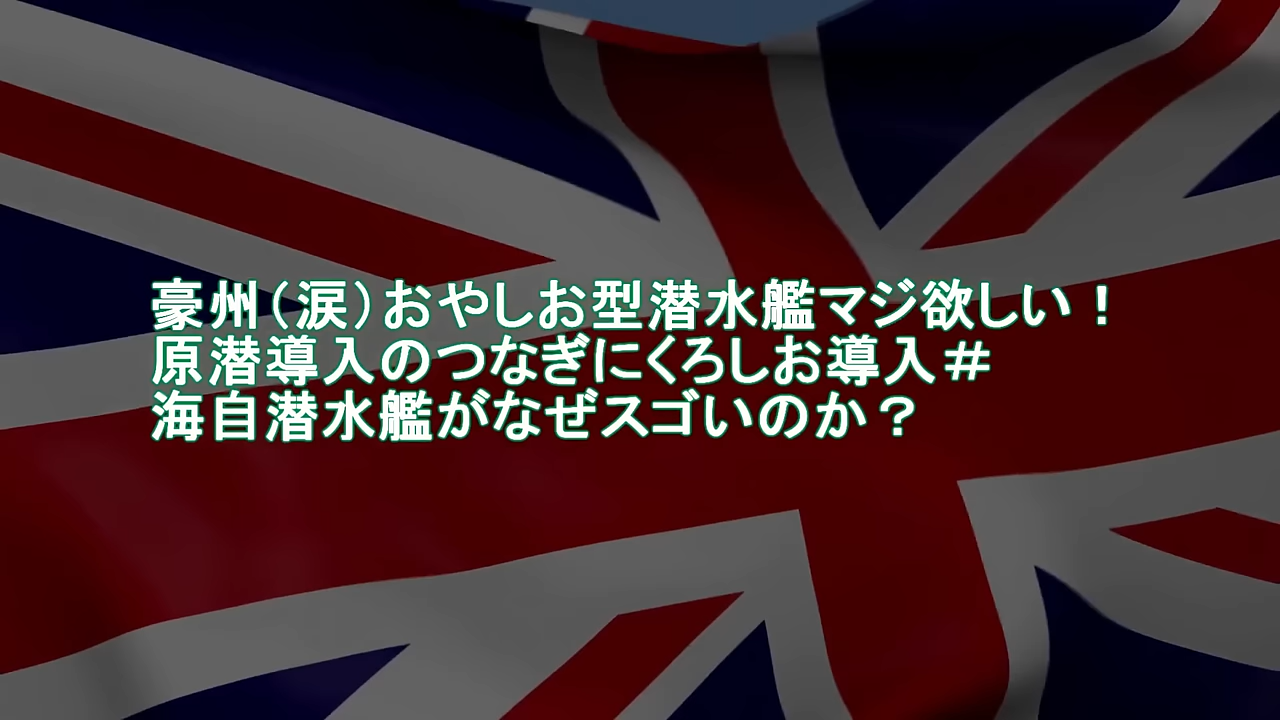 豪州（涙）おやしお型潜水艦マジ欲しい！
原潜導入のつなぎにくろしお導入＃
海自潜水艦がなぜスゴいのか？